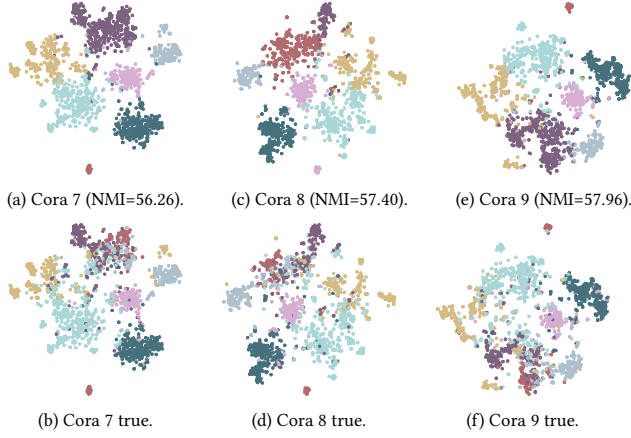 (a) Cora 7 (NMI=56.26).
(c) Cora 8 (NMI=57.40).
(e) Cora 9 (NMI=57.96).
(b) Cora 7 true.
(d) Cora 8 true.
(f) Cora 9 true.